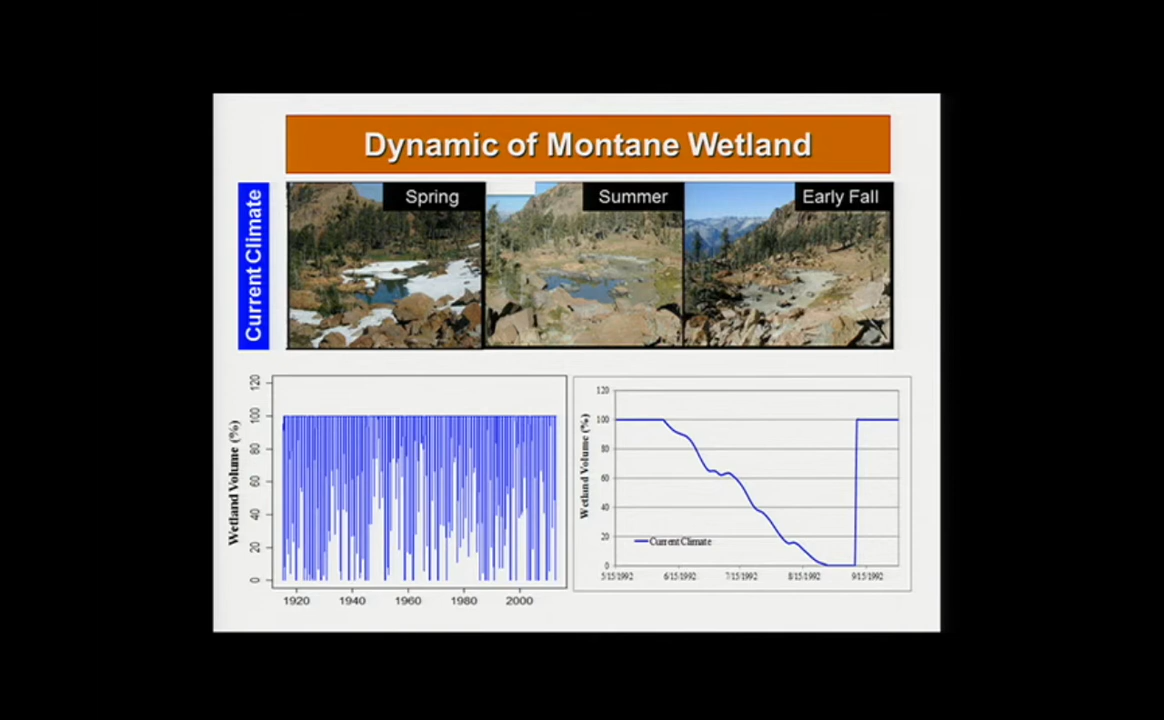 Dynamic of Montane Wetland
Current Climate
Spring
Summer
Early Fall
Wetland Volume (%)
120
100
80
60
40
20
0
1920 1940 1960 1980 2000
Wetland Volume (%)
120
100
80
60
40
20
0
Current Climate
5/15/1992 6/15/1992 7/15/1992 8/15/1992 9/15/1992